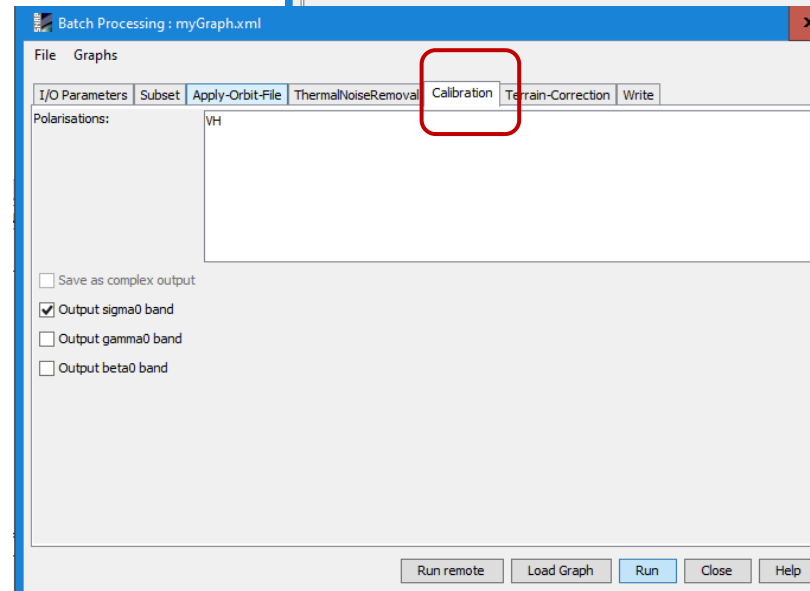 SNAP
Batch Processing : myGraph.xml
File Graphs
I/O Parameters Subset Apply-Orbit-File ThermalNoiseRemoval Calibration Terrain-Correction Write
Polarisations: VH
Save as complex output
Output sigma0 band
Output gamma0 band
Output beta0 band
Run remote Load Graph Run Close Help